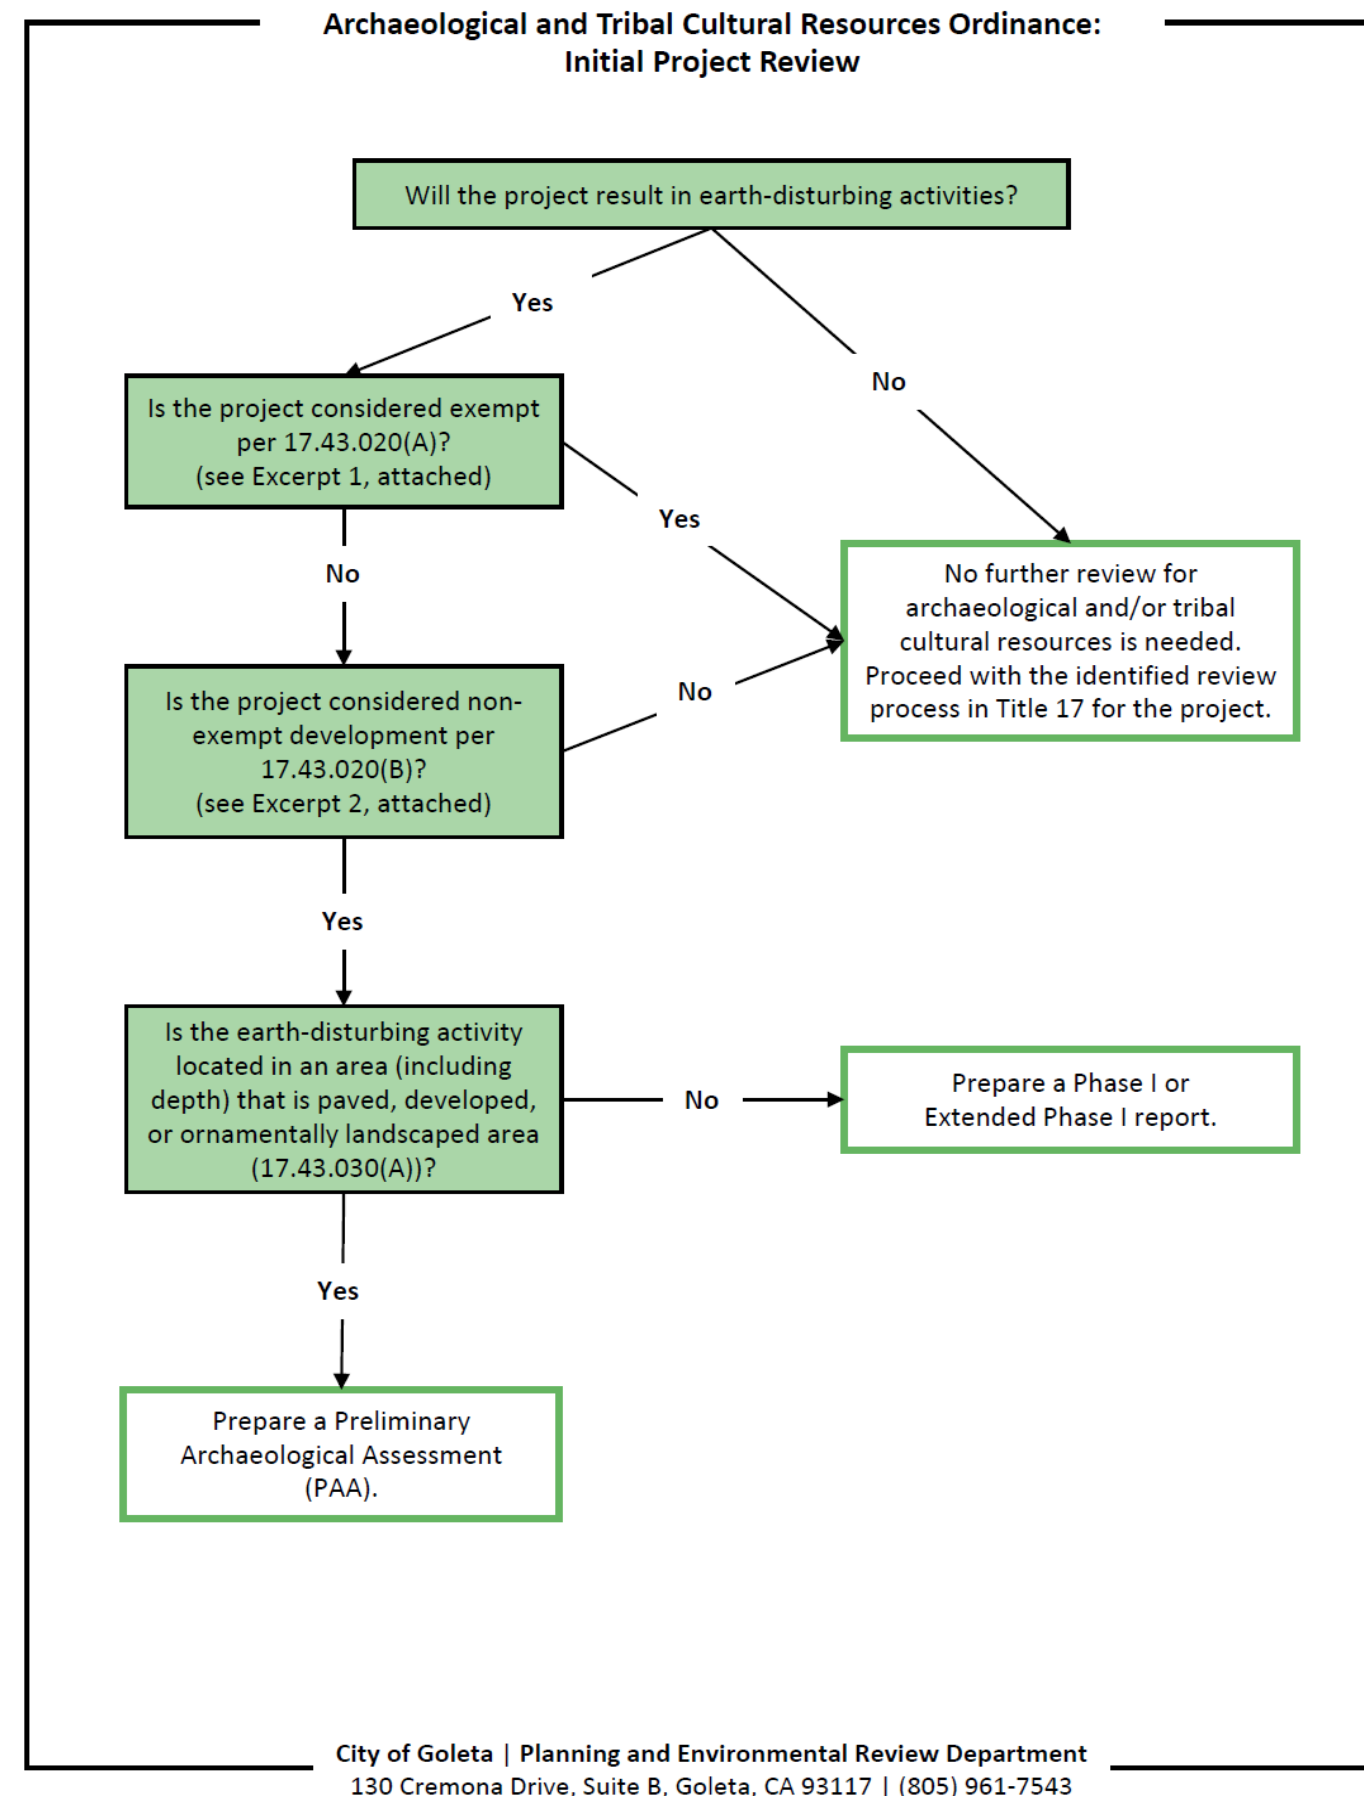 Archaeological and Tribal Cultural Resources Ordinance:
Initial Project Review
Will the project result in earth-disturbing activities?
Yes
No
Is the project considered exempt
per 17.43.020(A)?
(see Excerpt 1, attached)
Yes
No
No further review for
archaeological and/or tribal
cultural resources is needed.
Proceed with the identified review
process in Title 17 for the project.
Is the project considered non-
exempt development per
17.43.020(B)?
(see Excerpt 2, attached)
No
Yes
Is the earth-disturbing activity
located in an area (including
depth) that is paved, developed,
or ornamentally landscaped area
(17.43.030(A))?
No
Prepare a Phase I or
Extended Phase I report.
Yes
Prepare a Preliminary
Archaeological Assessment
(PAA).
City of Goleta | Planning and Environmental Review Department
130 Cremona Drive, Suite B, Goleta, CA 93117 | (805) 961-7543